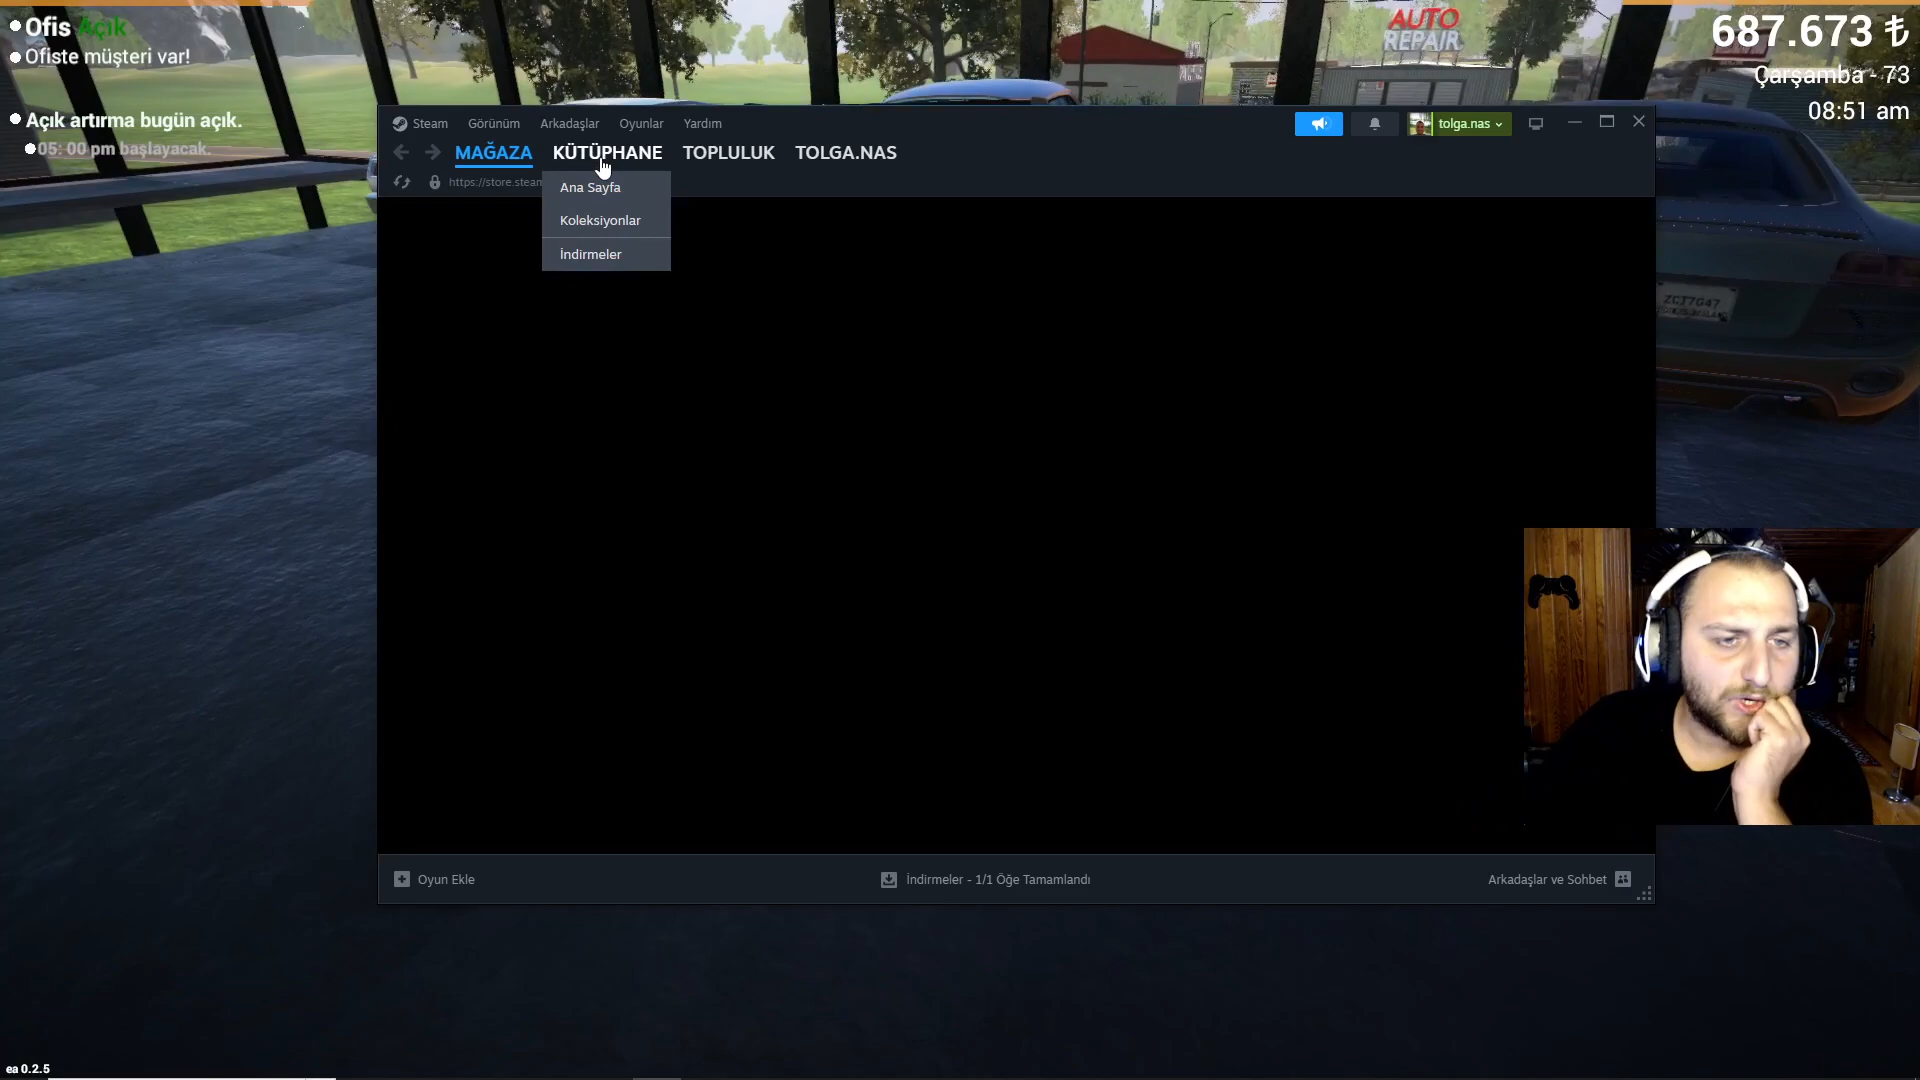 Ofis Açık
Ofiste müşteri var!
Açık artırma bugün açık.
05: 00 pm başlayacak.
AUTO
REPAIR
687.673 ₺
Çarşamba - 73
08:51 am
Steam Görünüm Arkadaşlar Oyunlar Yardım
tolga.nas
MAĞAZA KÜTÜPHANE TOPLULUK TOLGA.NAS
https://store.steam
Ana Sayfa
Koleksiyonlar
İndirmeler
ZCT7G47
Oyun Ekle
İndirmeler - 1/1 Öğe Tamamlandı
Arkadaşlar ve Sohbet
ea 0.2.5